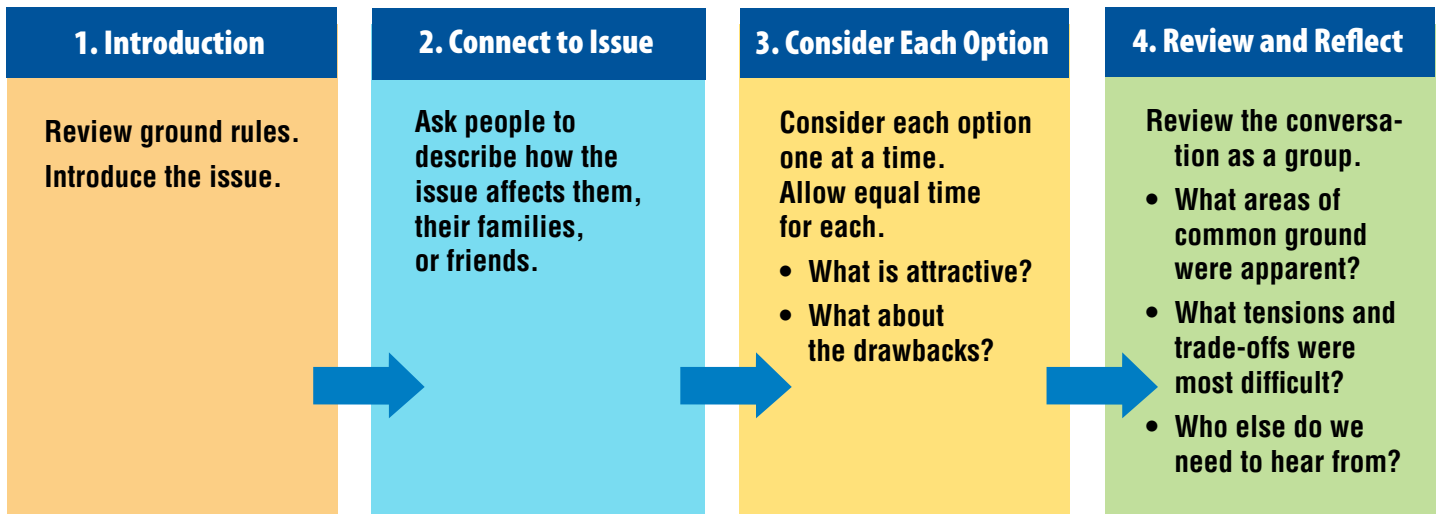 1. Introduction
Review ground rules.
Introduce the issue.
2. Connect to Issue
Ask people to
describe how the
issue affects them,
their families,
or friends.
3. Consider Each Option
Consider each option
one at a time.
Allow equal time
for each.
• What is attractive?
• What about
the drawbacks?
4. Review and Reflect
Review the conversa-
tion as a group.
• What areas of
common ground
were apparent?
• What tensions and
trade-offs were
most difficult?
• Who else do we
need to hear from?